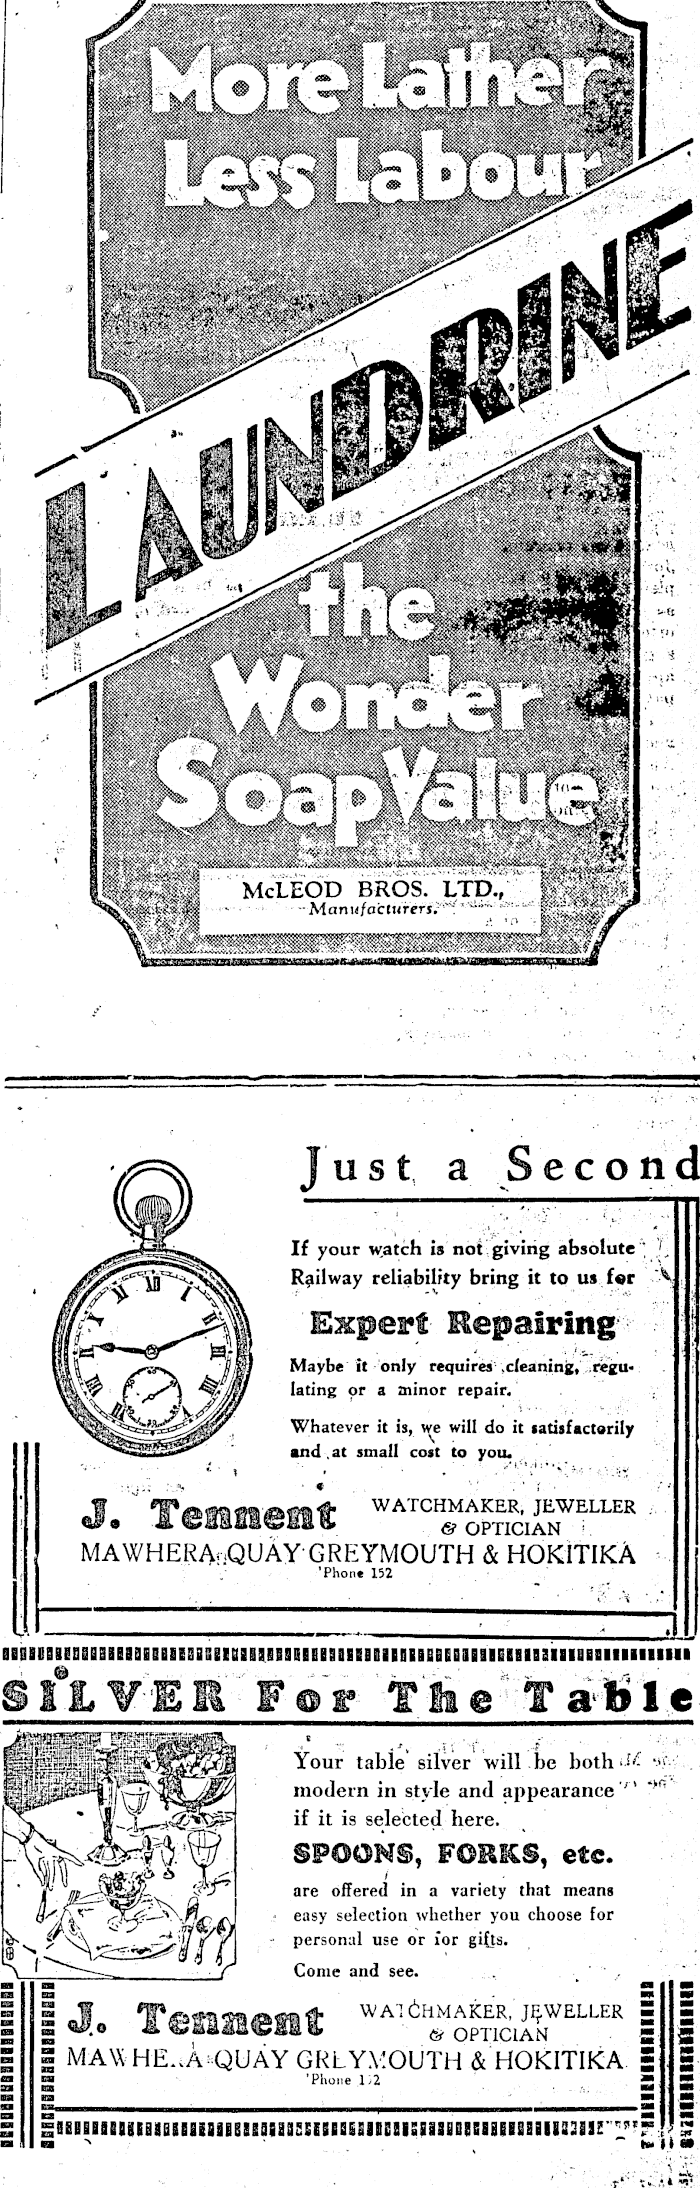 More Lather
Less Labour
LAUNDRINE
the
Wonder
Soap Value
McLEOD BROS. LTD.,
Manufacturers.
Just a Second
If your watch is not giving absolute
Railway reliability bring it to us for
Expert Repairing
Maybe it only requires cleaning, regu-
lating or a minor repair.
Whatever it is, we will do it satisfactorily
and at small cost to you.
J. Tennent
WATCHMAKER, JEWELLER
& OPTICIAN
MAWHERA QUAY GREYMOUTH & HOKITIKA
'Phone 152
SILVER For The Table
Your table silver will be both
modern in style and appearance
if it is selected here.
SPOONS, FORKS, etc.
are offered in a variety that means
easy selection whether you choose for
personal use or for gifts.
Come and see.
J. Tennent
WATCHMAKER, JEWELLER
& OPTICIAN
MAWHERA QUAY GREYMOUTH & HOKITIKA
'Phone 152